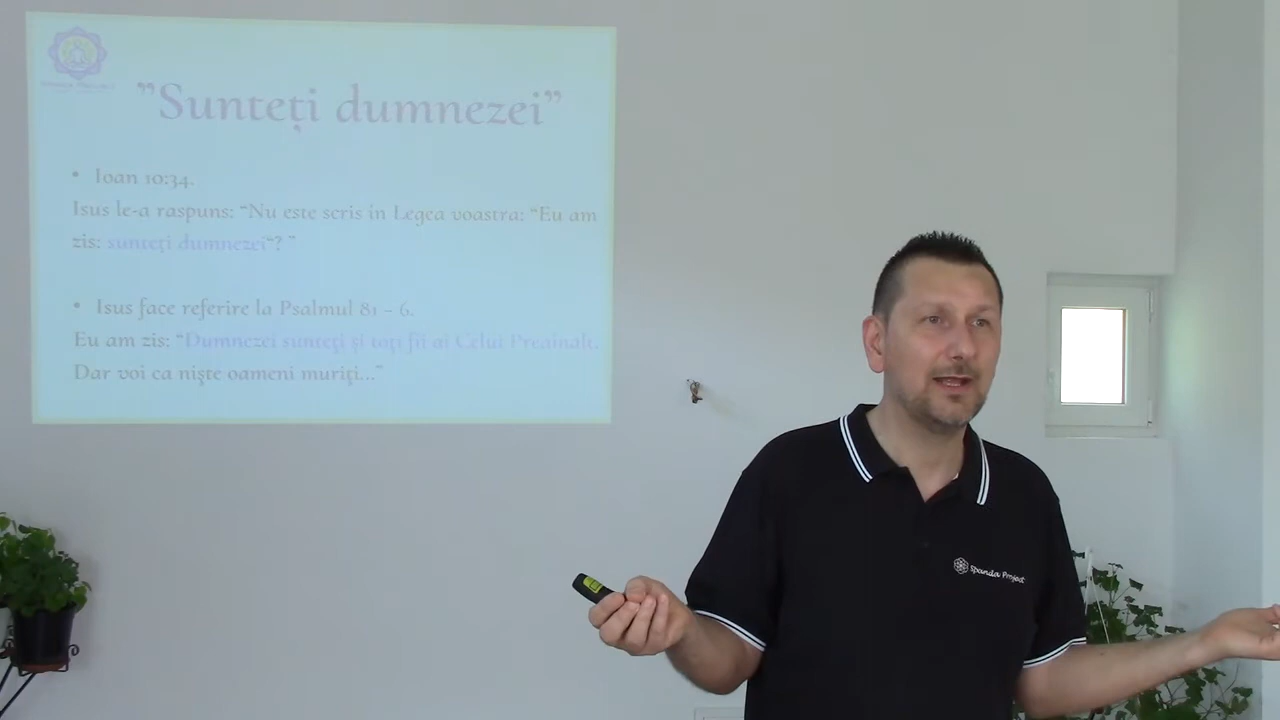 ”Sunteți dumnezei”
• Ioan 10:34.
Isus le-a raspuns: “Nu este scris in Legea voastra: “Eu am
zis: sunteți dumnezei“? ”
• Isus face referire la Psalmul 81 - 6.
Eu am zis: “Dumnezei sunteţi şi toţi fii ai Celui Preaînalt.
Dar voi ca nişte oameni muriţi...”
Spanda Project